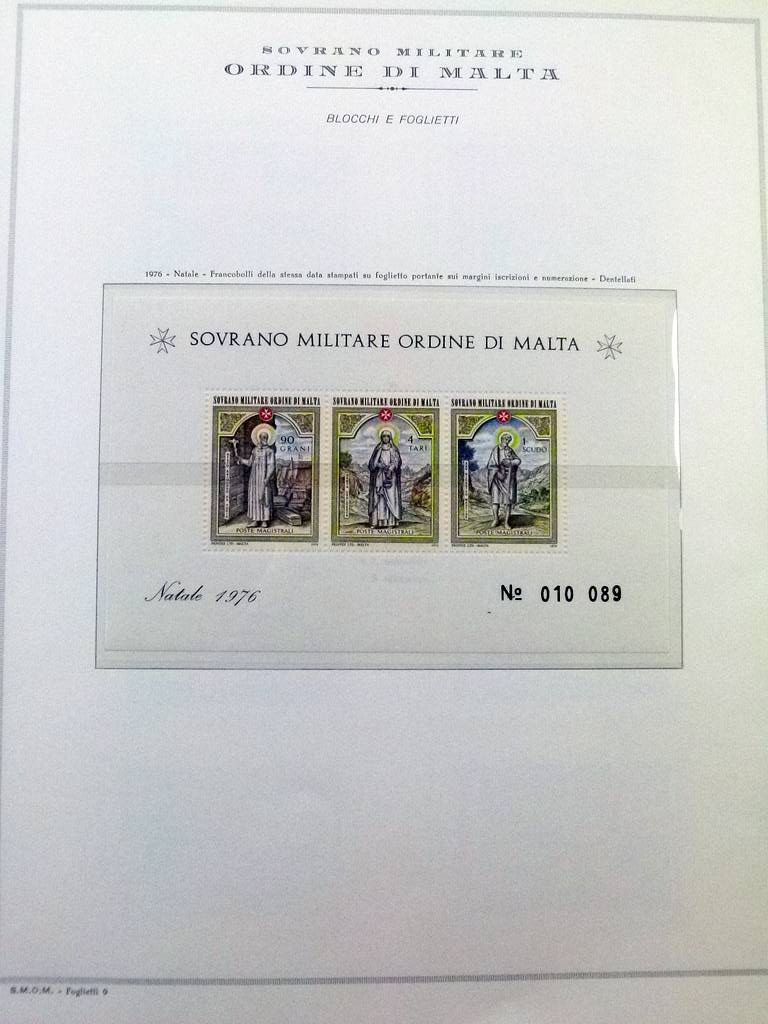 SOVRANO MILITARE
ORDINE DI MALTA
BLOCCHI E FOGLIETTI
1976 - Natale - Francobolli della stessa data stampati su foglietto portante sui margini iscrizioni e numerazione - Dentellati
SOVRANO MILITARE ORDINE DI MALTA
SOVRANO MILITARE ORDINE DI MALTA
90
GRANI
POSTE MAGISTRALI
SOVRANO MILITARE ORDINE DI MALTA
4
TARI
POSTE MAGISTRALI
SOVRANO MILITARE ORDINE DI MALTA
1
SCUDO
POSTE MAGISTRALI
Natale 1976
Nº 010 089
S.M.O.M. - Foglietti 9